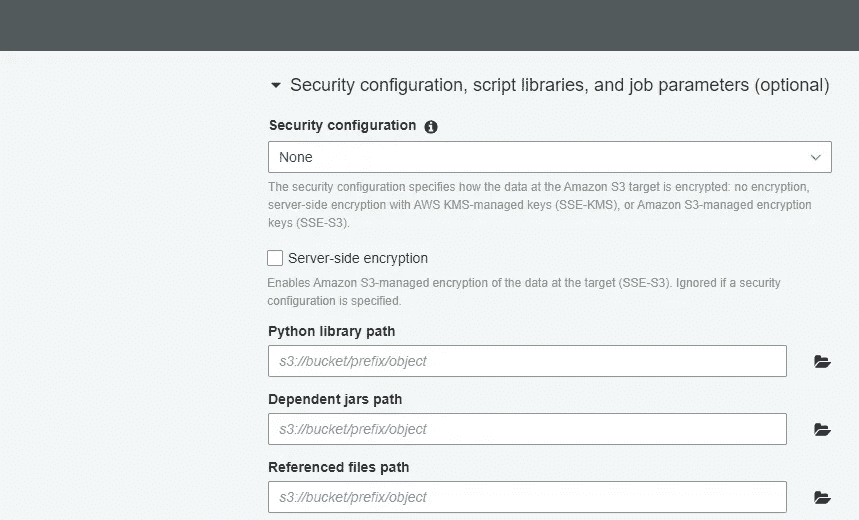 Security configuration, script libraries, and job parameters (optional)
Security configuration
None
The security configuration specifies how the data at the Amazon S3 target is encrypted: no encryption,
server-side encryption with AWS KMS-managed keys (SSE-KMS), or Amazon S3-managed encryption
keys (SSE-S3).
Server-side encryption
Enables Amazon S3-managed encryption of the data at the target (SSE-S3). Ignored if a security
configuration is specified.
Python library path
s3://bucket/prefix/object
Dependent jars path
s3://bucket/prefix/object
Referenced files path
s3://bucket/prefix/object